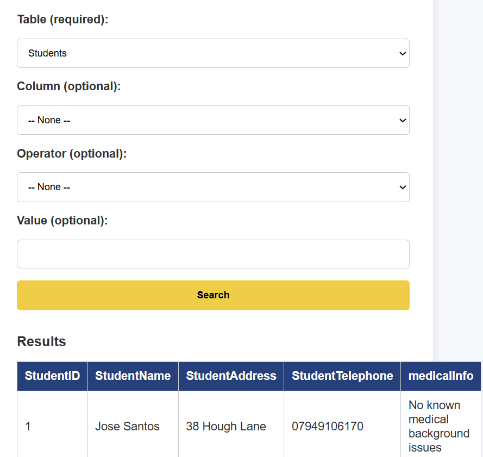 Table (required):
Students
Column (optional):
-- None --
Operator (optional):
-- None --
Value (optional):
Search
Results
StudentID StudentName StudentAddress StudentTelephone medicalInfo
1 Jose Santos 38 Hough Lane 07949106170 No known
medical
background
issues